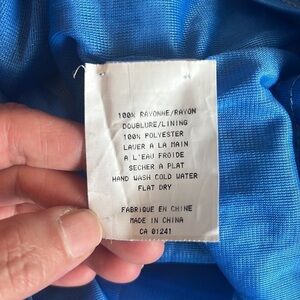 100% RAYONNE/RAYON
DOUBLURE/LINING
100% POLYESTER
LAVER A LA MAIN
A L'EAU FROIDE
SECHER A PLAT
HAND WASH COLD WATER
FLAT DRY
FABRIQUE EN CHINE
MADE IN CHINA
CA 01241